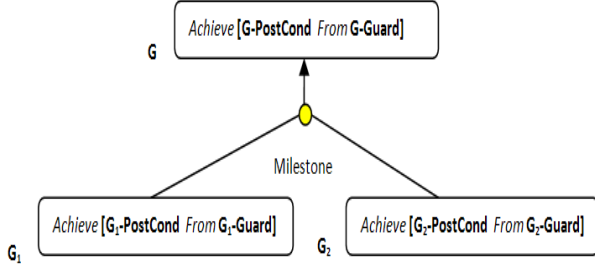 Achieve [G-PostCond From G-Guard]
G
Milestone
Achieve [G₁-PostCond From G₁-Guard]
G₁
Achieve [G₂-PostCond From G₂-Guard]
G₂